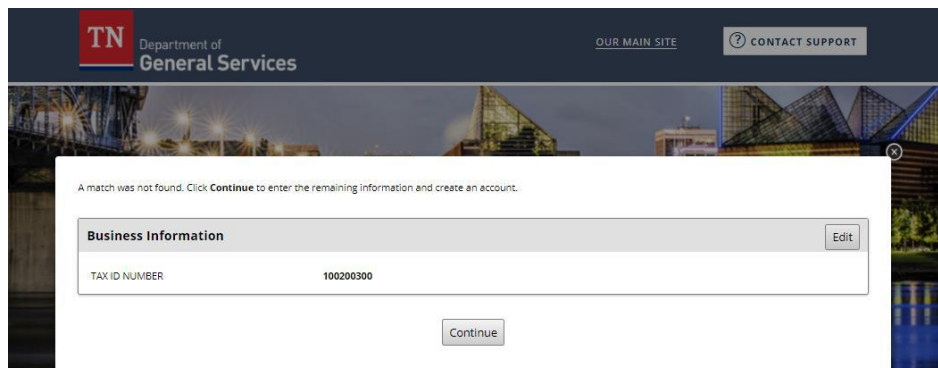 TN
Department of
General Services
OUR MAIN SITE
? CONTACT SUPPORT
A match was not found. Click Continue to enter the remaining information and create an account.
Business Information
Edit
TAX ID NUMBER 100200300
Continue